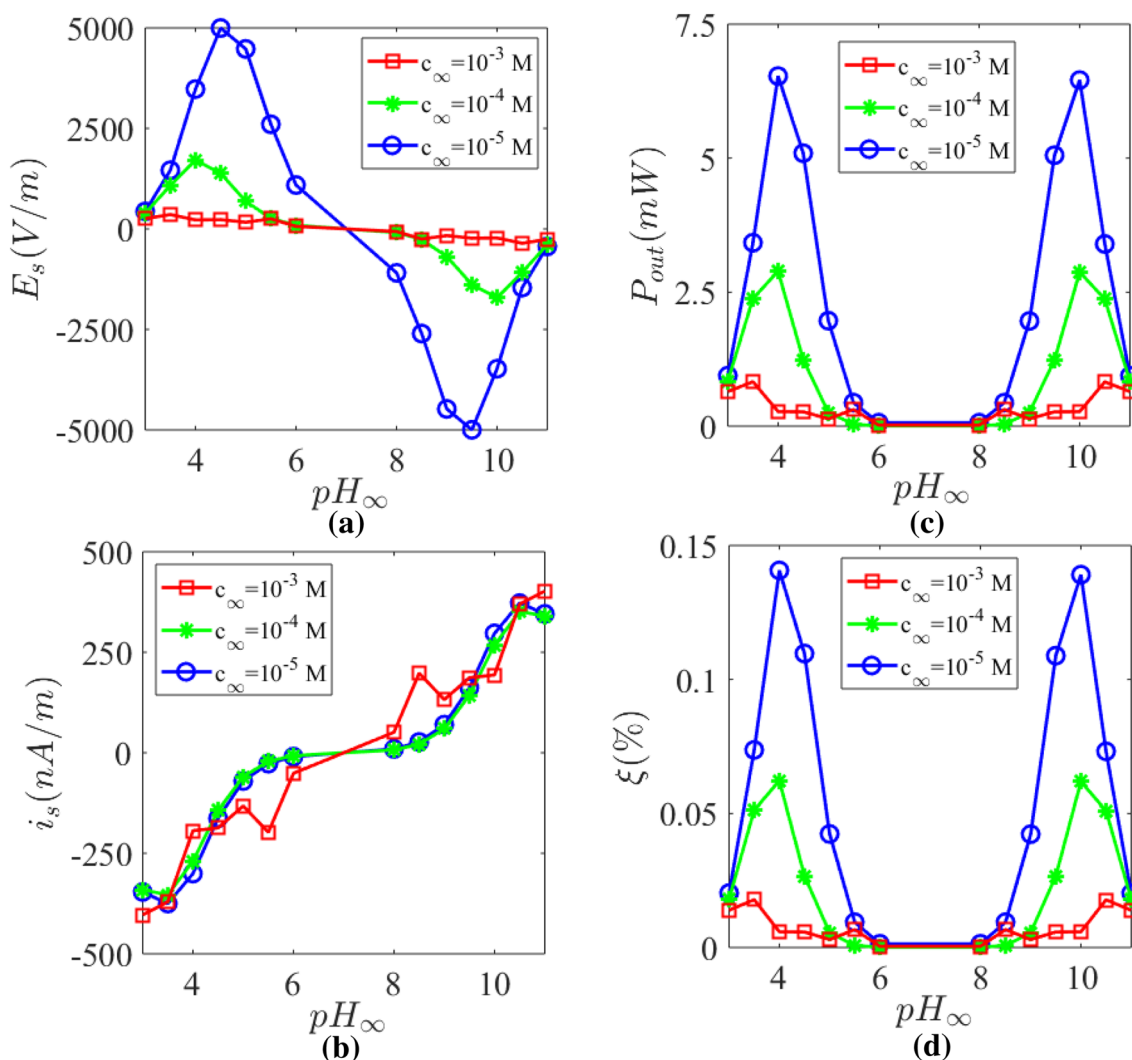 5000
2500
0
-2500
-5000
E_s(V/m)
c_∞=10^-3 M
c_∞=10^-4 M
c_∞=10^-5 M
4 6 8 10
pH_∞
(a)
7.5
5
2.5
0
P_out(mW)
c_∞=10^-3 M
c_∞=10^-4 M
c_∞=10^-5 M
4 6 8 10
pH_∞
(c)
500
250
0
-250
-500
i_s(nA/m)
c_∞=10^-3 M
c_∞=10^-4 M
c_∞=10^-5 M
4 6 8 10
pH_∞
(b)
0.15
0.1
0.05
0
ξ(%)
c_∞=10^-3 M
c_∞=10^-4 M
c_∞=10^-5 M
4 6 8 10
pH_∞
(d)